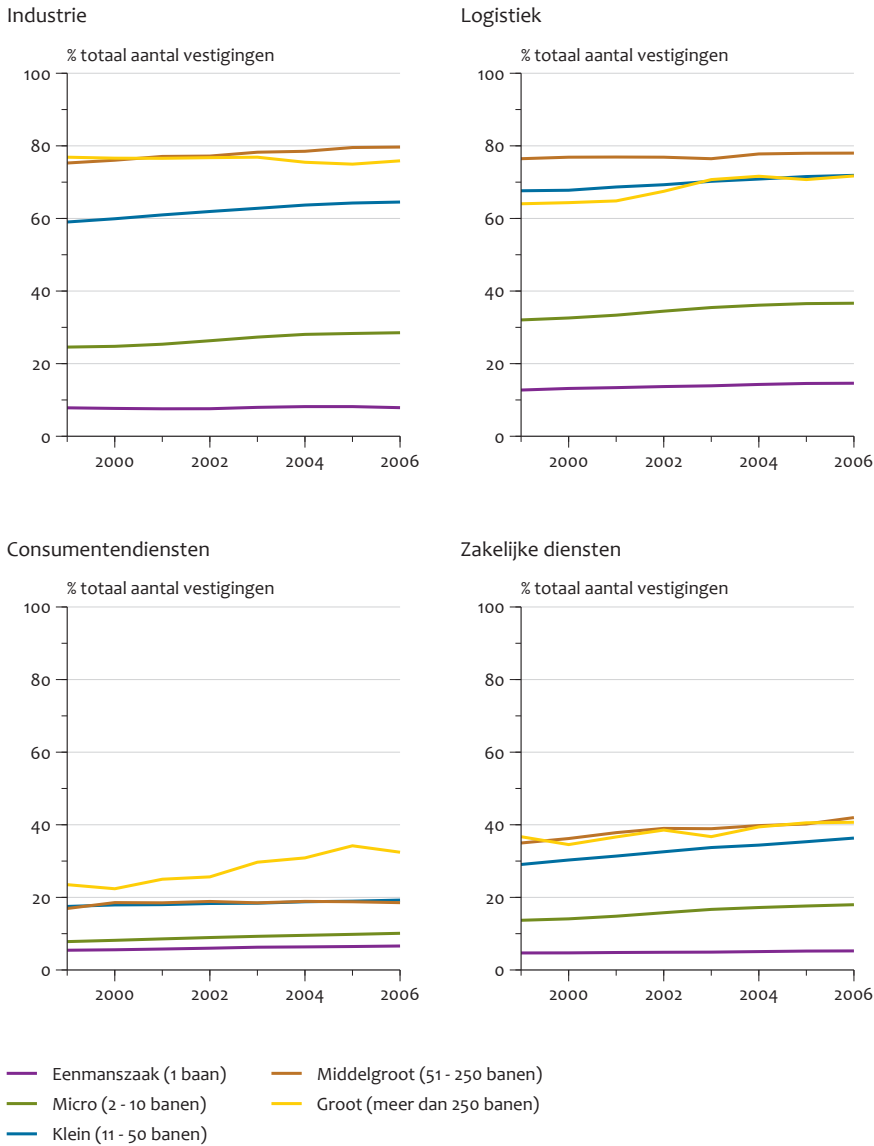 Industrie
% totaal aantal vestigingen
100
80
60
40
20
0
2000 2002 2004 2006
Logistiek
% totaal aantal vestigingen
100
80
60
40
20
0
2000 2002 2004 2006
Consumentendiensten
% totaal aantal vestigingen
100
80
60
40
20
0
2000 2002 2004 2006
Zakelijke diensten
% totaal aantal vestigingen
100
80
60
40
20
0
2000 2002 2004 2006
Eenmanszaak (1 baan)
Micro (2 - 10 banen)
Klein (11 - 50 banen)
Middelgroot (51 - 250 banen)
Groot (meer dan 250 banen)